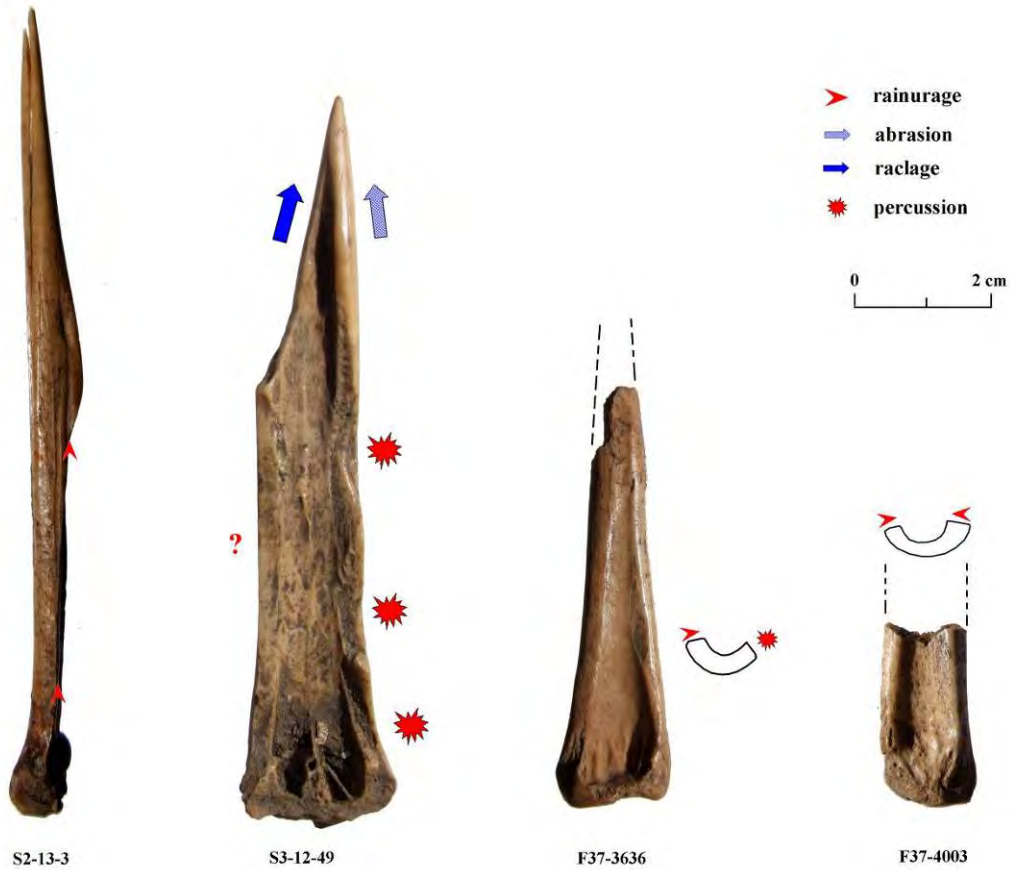 rainurage
abrasion
raclage
percussion
0 2 cm
?
S2-13-3 S3-12-49 F37-3636 F37-4003